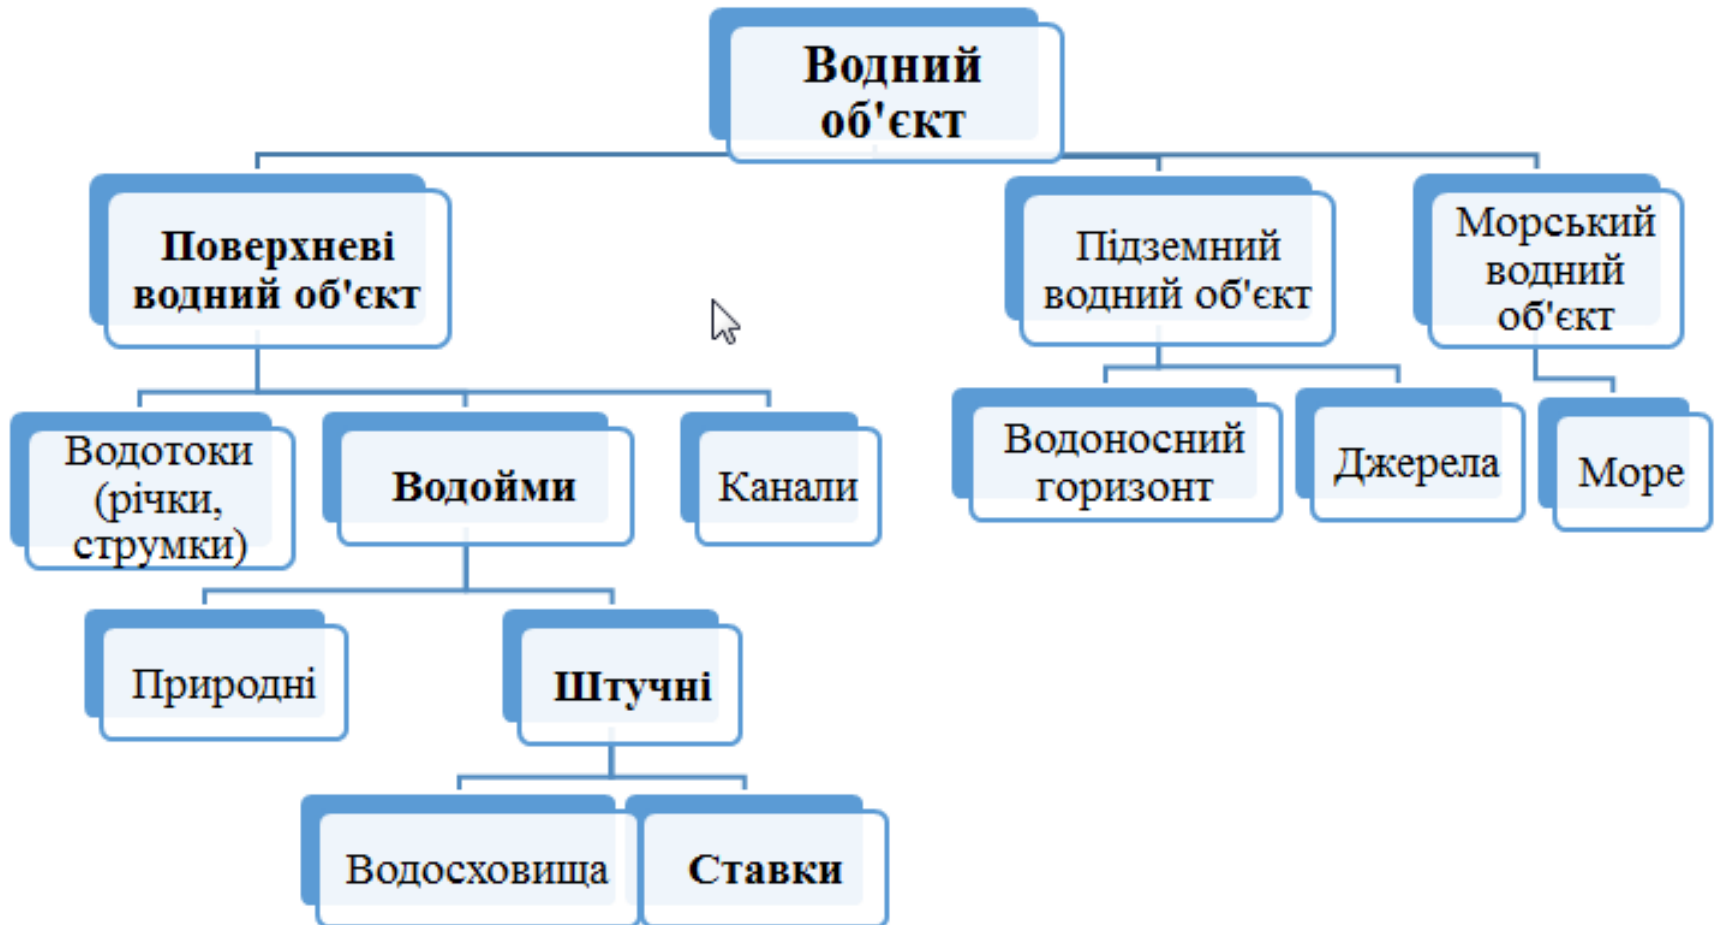 Водний
об'єкт
Поверхневі
водний об'єкт
Підземний
водний об'єкт
Морський
водний
об'єкт
Водотоки
(річки,
струмки)
Водойми
Канали
Водоносний
горизонт
Джерела
Море
Природні
Штучні
Водосховища
Ставки